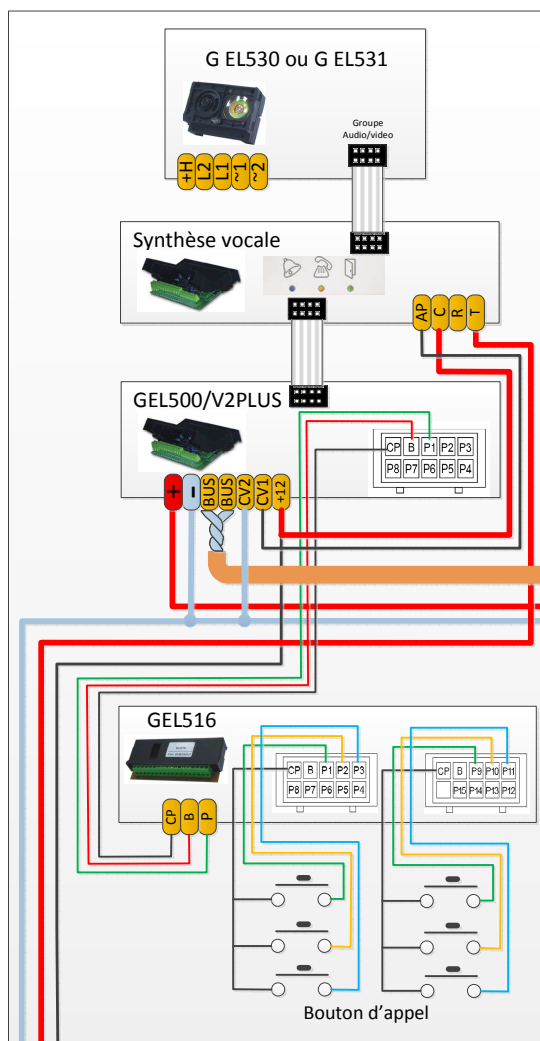 G EL530 ou G EL531
Groupe
Audio/video
+H L2 L1 ~1 ~2
Synthèse vocale
AP C R T
GEL500/V2PLUS
CP B P1 P2 P3
P8 P7 P6 P5 P4
+ - BUS BUS CV2 CV1 +12
GEL516
CP B P1 P2 P3
P8 P7 P6 P5 P4
CP B P9 P10 P11
P15 P14 P13 P12
CP B P
Bouton d'appel